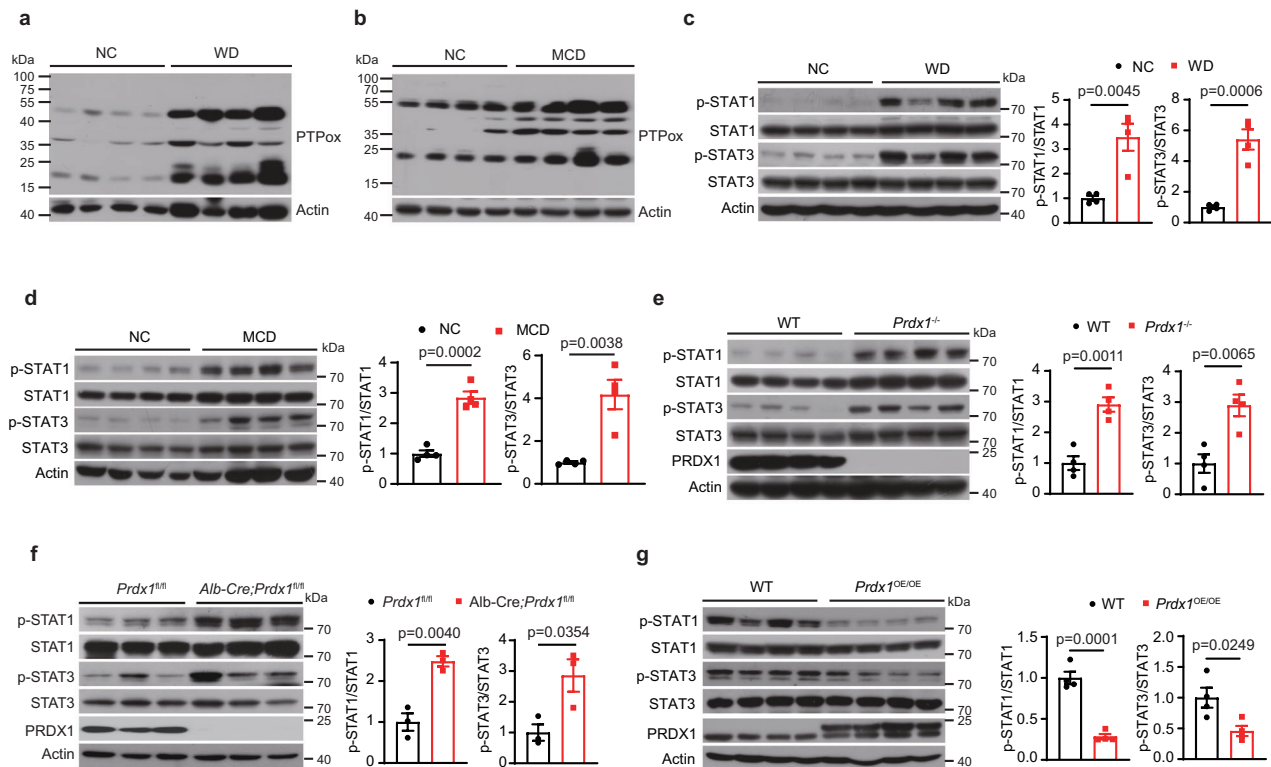 a
NC WD
kDa
100
75
55
40
35
25
15
PTPox
40
Actin
b
NC MCD
kDa
100
70
55
35
25
15
PTPox
40
Actin
c
NC WD
kDa
p-STAT1
70
STAT1
70
p-STAT3
70
STAT3
70
Actin
40
NC WD
p=0.0045
p-STAT1/STAT1
5
4
3
2
1
0
p=0.0006
p-STAT3/STAT3
8
6
4
2
0
d
NC MCD
kDa
p-STAT1
70
STAT1
70
p-STAT3
70
STAT3
70
Actin
40
NC MCD
p=0.0002
p-STAT1/STAT1
5
4
3
2
1
0
p=0.0038
p-STAT3/STAT3
6
4
2
0
e
WT Prdx1-/-
kDa
p-STAT1
70
STAT1
70
p-STAT3
70
STAT3
70
PRDX1
25
Actin
40
WT Prdx1-/-
p=0.0011
p-STAT1/STAT1
4
3
2
1
0
p=0.0065
p-STAT3/STAT3
4
3
2
1
0
f
Prdx1fl/fl Alb-Cre;Prdx1fl/fl
kDa
p-STAT1
70
STAT1
70
p-STAT3
70
STAT3
70
PRDX1
25
Actin
40
Prdx1fl/fl Alb-Cre;Prdx1fl/fl
p=0.0040
p-STAT1/STAT1
3
2
1
0
p=0.0354
p-STAT3/STAT3
4
3
2
1
0
g
WT Prdx1OE/OE
kDa
p-STAT1
70
STAT1
70
p-STAT3
70
STAT3
70
PRDX1
25
Actin
40
WT Prdx1OE/OE
p=0.0001
p-STAT1/STAT1
1.5
1.0
0.5
0.0
p=0.0249
p-STAT3/STAT3
2.0
1.5
1.0
0.5
0.0